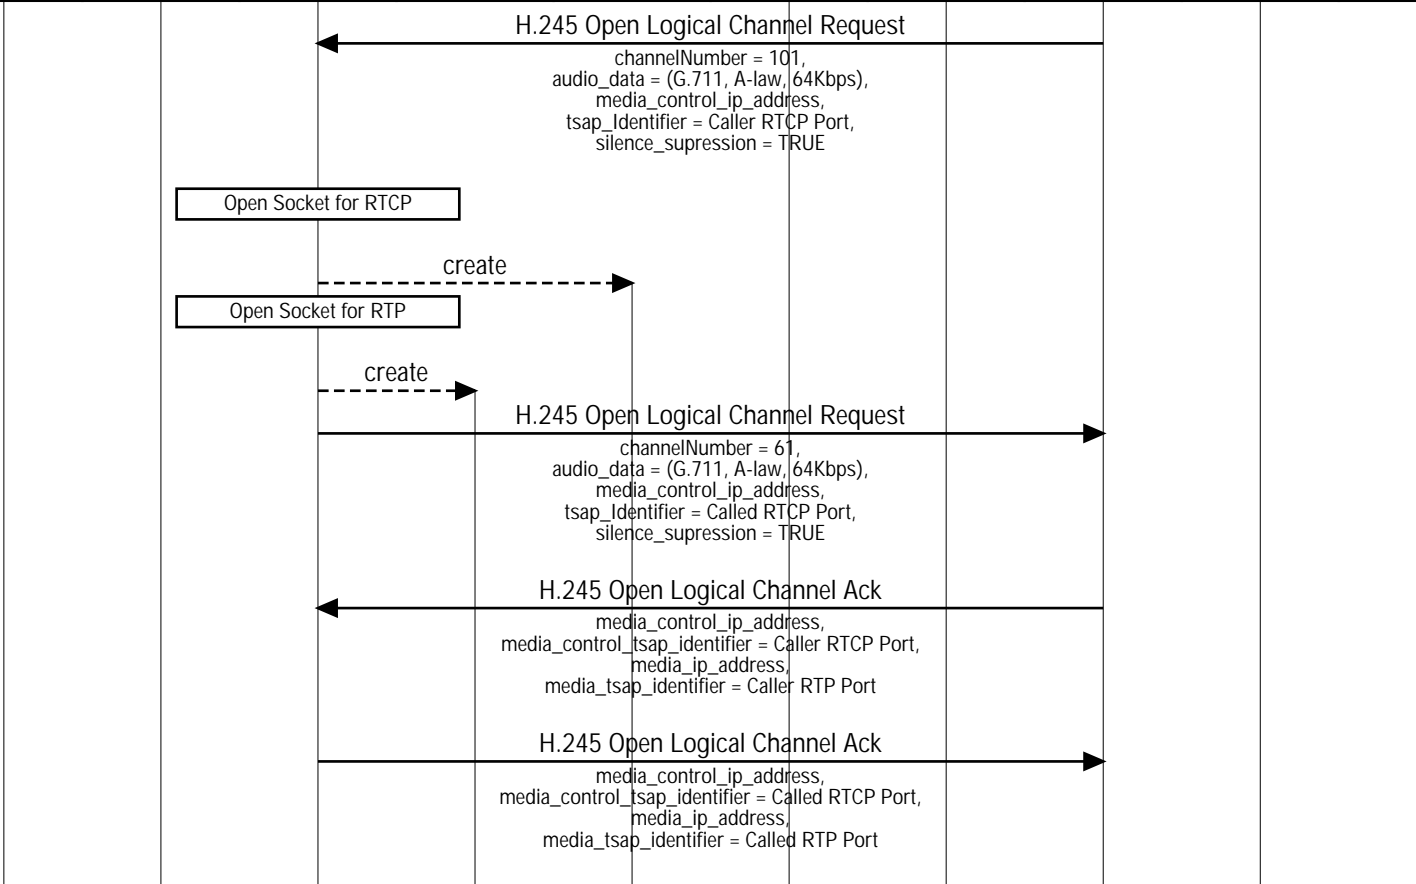 H.245 Open Logical Channel Request
channelNumber = 101,
audio_data = (G.711, A-law, 64Kbps),
media_control_ip_address,
tsap_Identifier = Caller RTCP Port,
silence_supression = TRUE
Open Socket for RTCP
create
Open Socket for RTP
create
H.245 Open Logical Channel Request
channelNumber = 61,
audio_data = (G.711, A-law, 64Kbps),
media_control_ip_address,
tsap_Identifier = Called RTCP Port,
silence_supression = TRUE
H.245 Open Logical Channel Ack
media_control_ip_address,
media_control_tsap_identifier = Caller RTCP Port,
media_ip_address,
media_tsap_identifier = Caller RTP Port
H.245 Open Logical Channel Ack
media_control_ip_address,
media_control_tsap_identifier = Called RTCP Port,
media_ip_address,
media_tsap_identifier = Called RTP Port